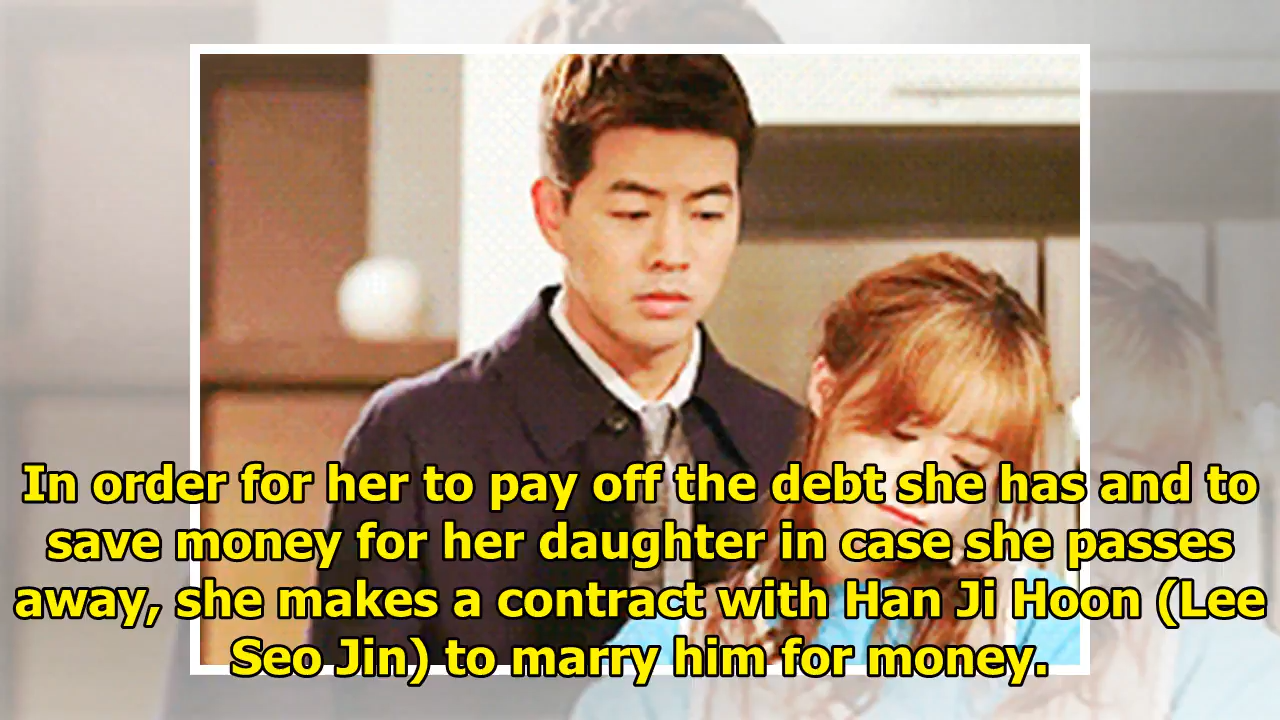 In order for her to pay off the debt she has and to
save money for her daughter in case she passes
away, she makes a contract with Han Ji Hoon (Lee
Seo Jin) to marry him for money.